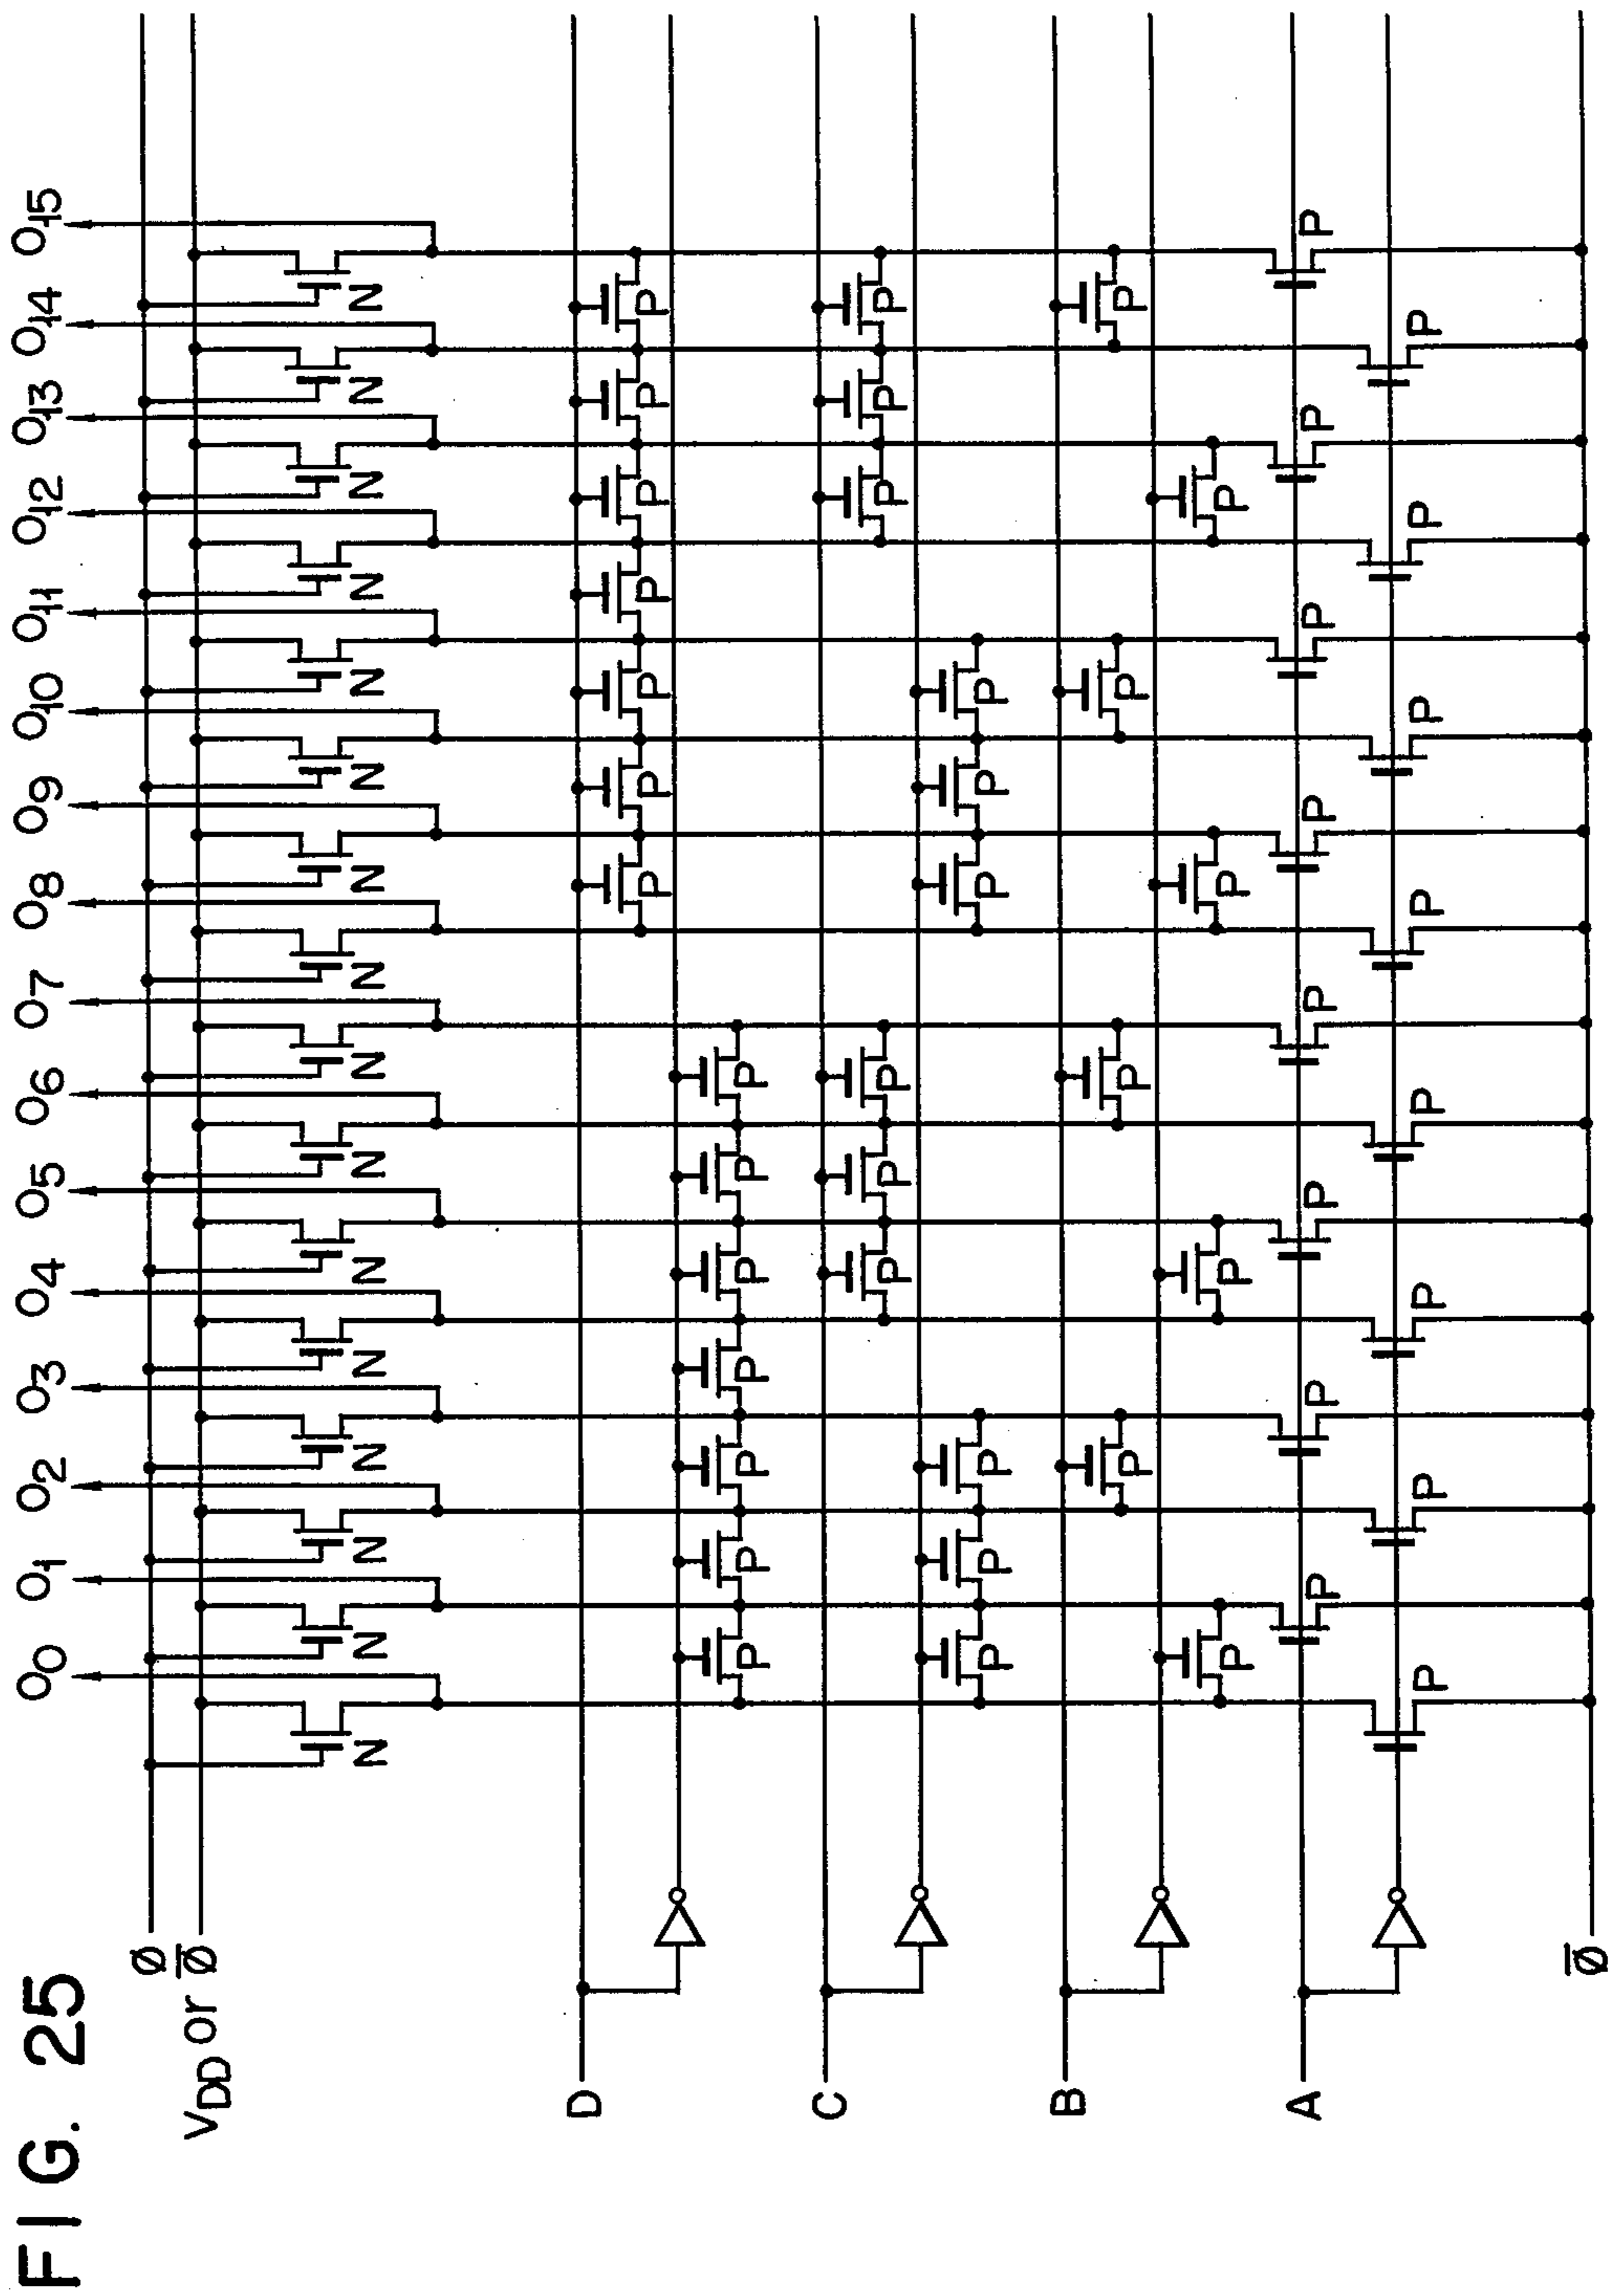 FIG. 25
O0 O1 O2 O3 O4 O5 O6 O7 O8 O9 O10 O11 O12 O13 O14 O15
Ø
VDD or Ø̅
N N N N N N N N N N N N N N N N
D
P P P P P P P
P P P P P P P
C
P P P P P P
P P P P P P
B
P P P P
P P P P
A
P P P P P P P P
P P P P P P P P
Ø̅